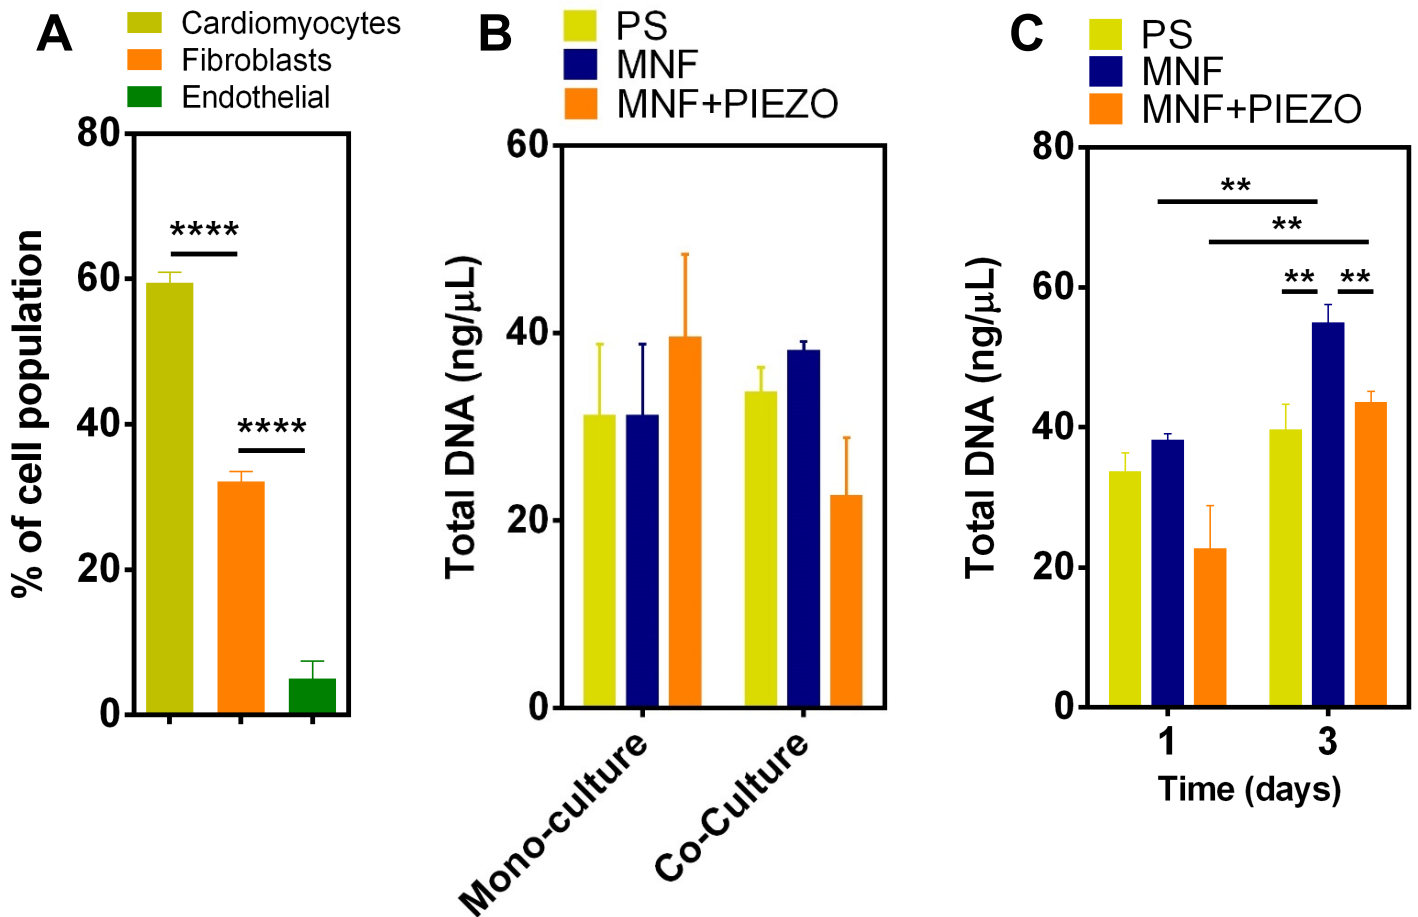 A
Cardiomyocytes
Fibroblasts
Endothelial
% of cell population
80
60
40
20
0
****
****
B
PS
MNF
MNF+PIEZO
Total DNA (ng/μL)
60
40
20
0
Mono-culture
Co-Culture
C
PS
MNF
MNF+PIEZO
Total DNA (ng/μL)
80
60
40
20
0
**
**
** **
1 3
Time (days)